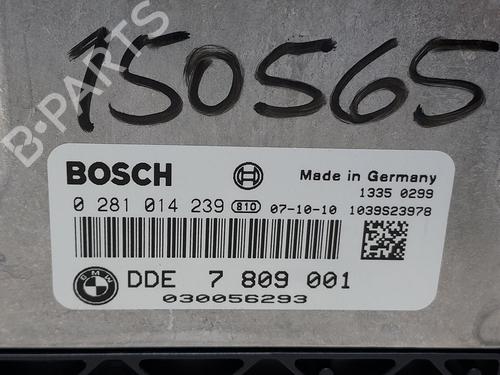 150565
B-PARTS
BOSCH
Made in Germany
1335 0299
0 281 014 239 810 07-10-10 1039S23978
BMW
DDE 7 809 001
030056293